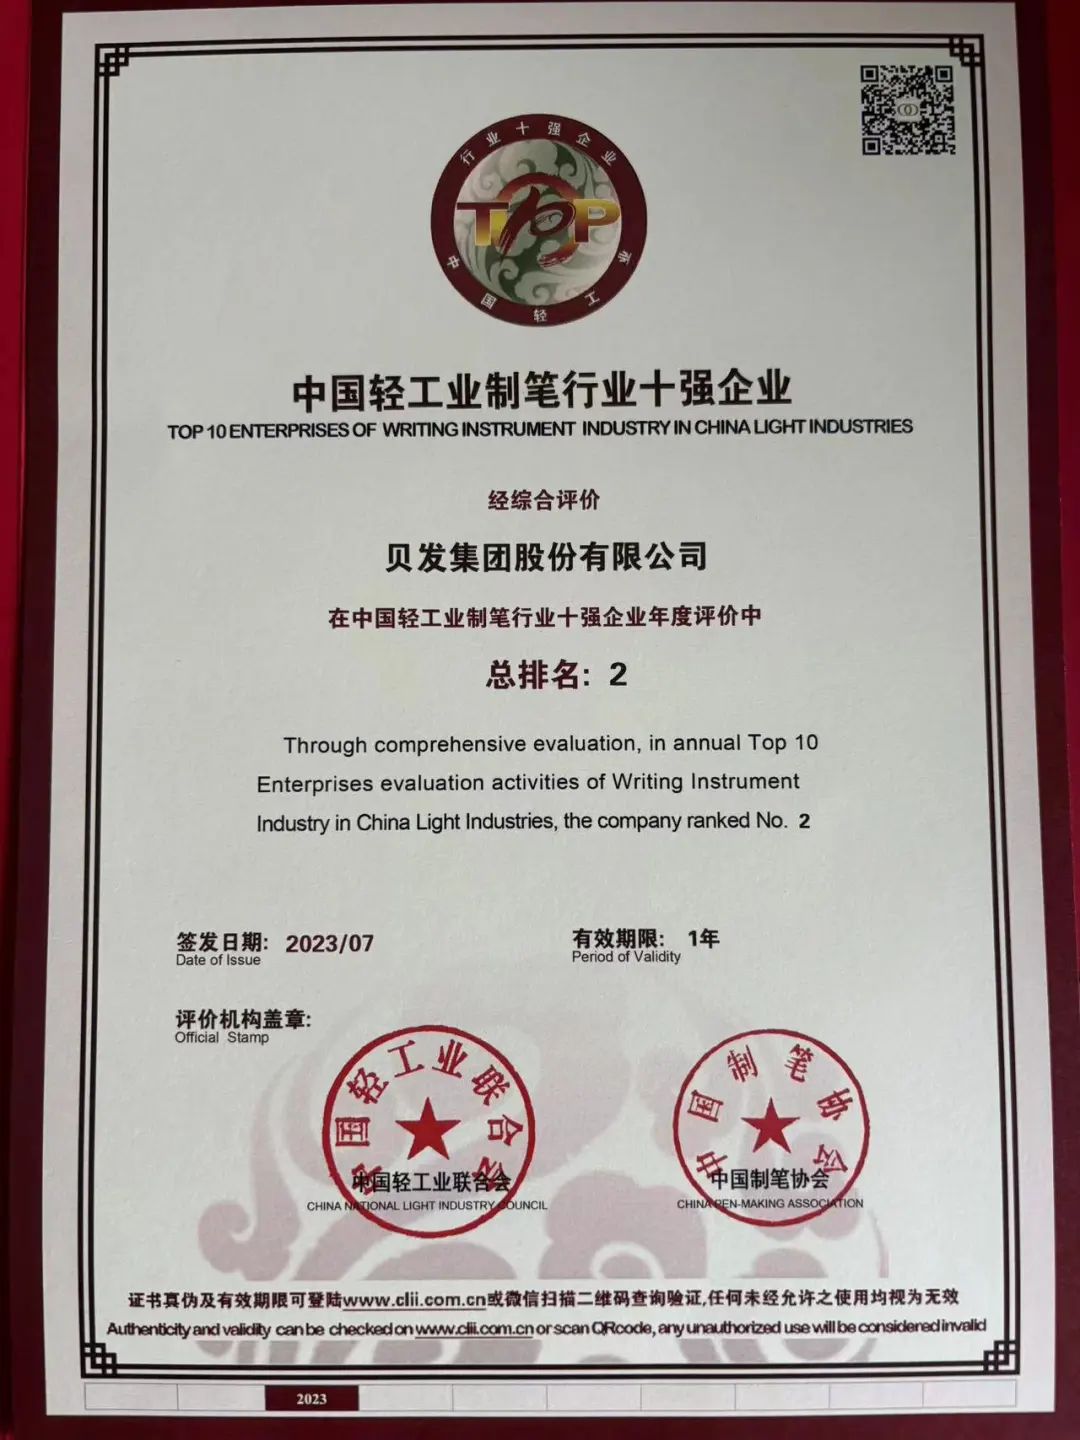 行业十强企业
TOP
中国轻工业
中国轻工业制笔行业十强企业
TOP 10 ENTERPRISES OF WRITING INSTRUMENT INDUSTRY IN CHINA LIGHT INDUSTRIES
经综合评价
贝发集团股份有限公司
在中国轻工业制笔行业十强企业年度评价中
总排名: 2
Through comprehensive evaluation, in annual Top 10
Enterprises evaluation activities of Writing Instrument
Industry in China Light Industries, the company ranked No. 2
签发日期: 2023/07
Date of Issue
有效期限: 1年
Period of Validity
评价机构盖章:
Official Stamp
中国轻工业联合会
中国轻工业联合会
CHINA NATIONAL LIGHT INDUSTRY COUNCIL
中国制笔协会
中国制笔协会
CHINA PEN-MAKING ASSOCIATION
证书真伪及有效期限可登陆www.clii.com.cn或微信扫描二维码查询验证,任何未经允许之使用均视为无效
Authenticity and validity can be checked on www.clii.com.cn or scan QRcode, any unauthorized use will be considered invalid
2023